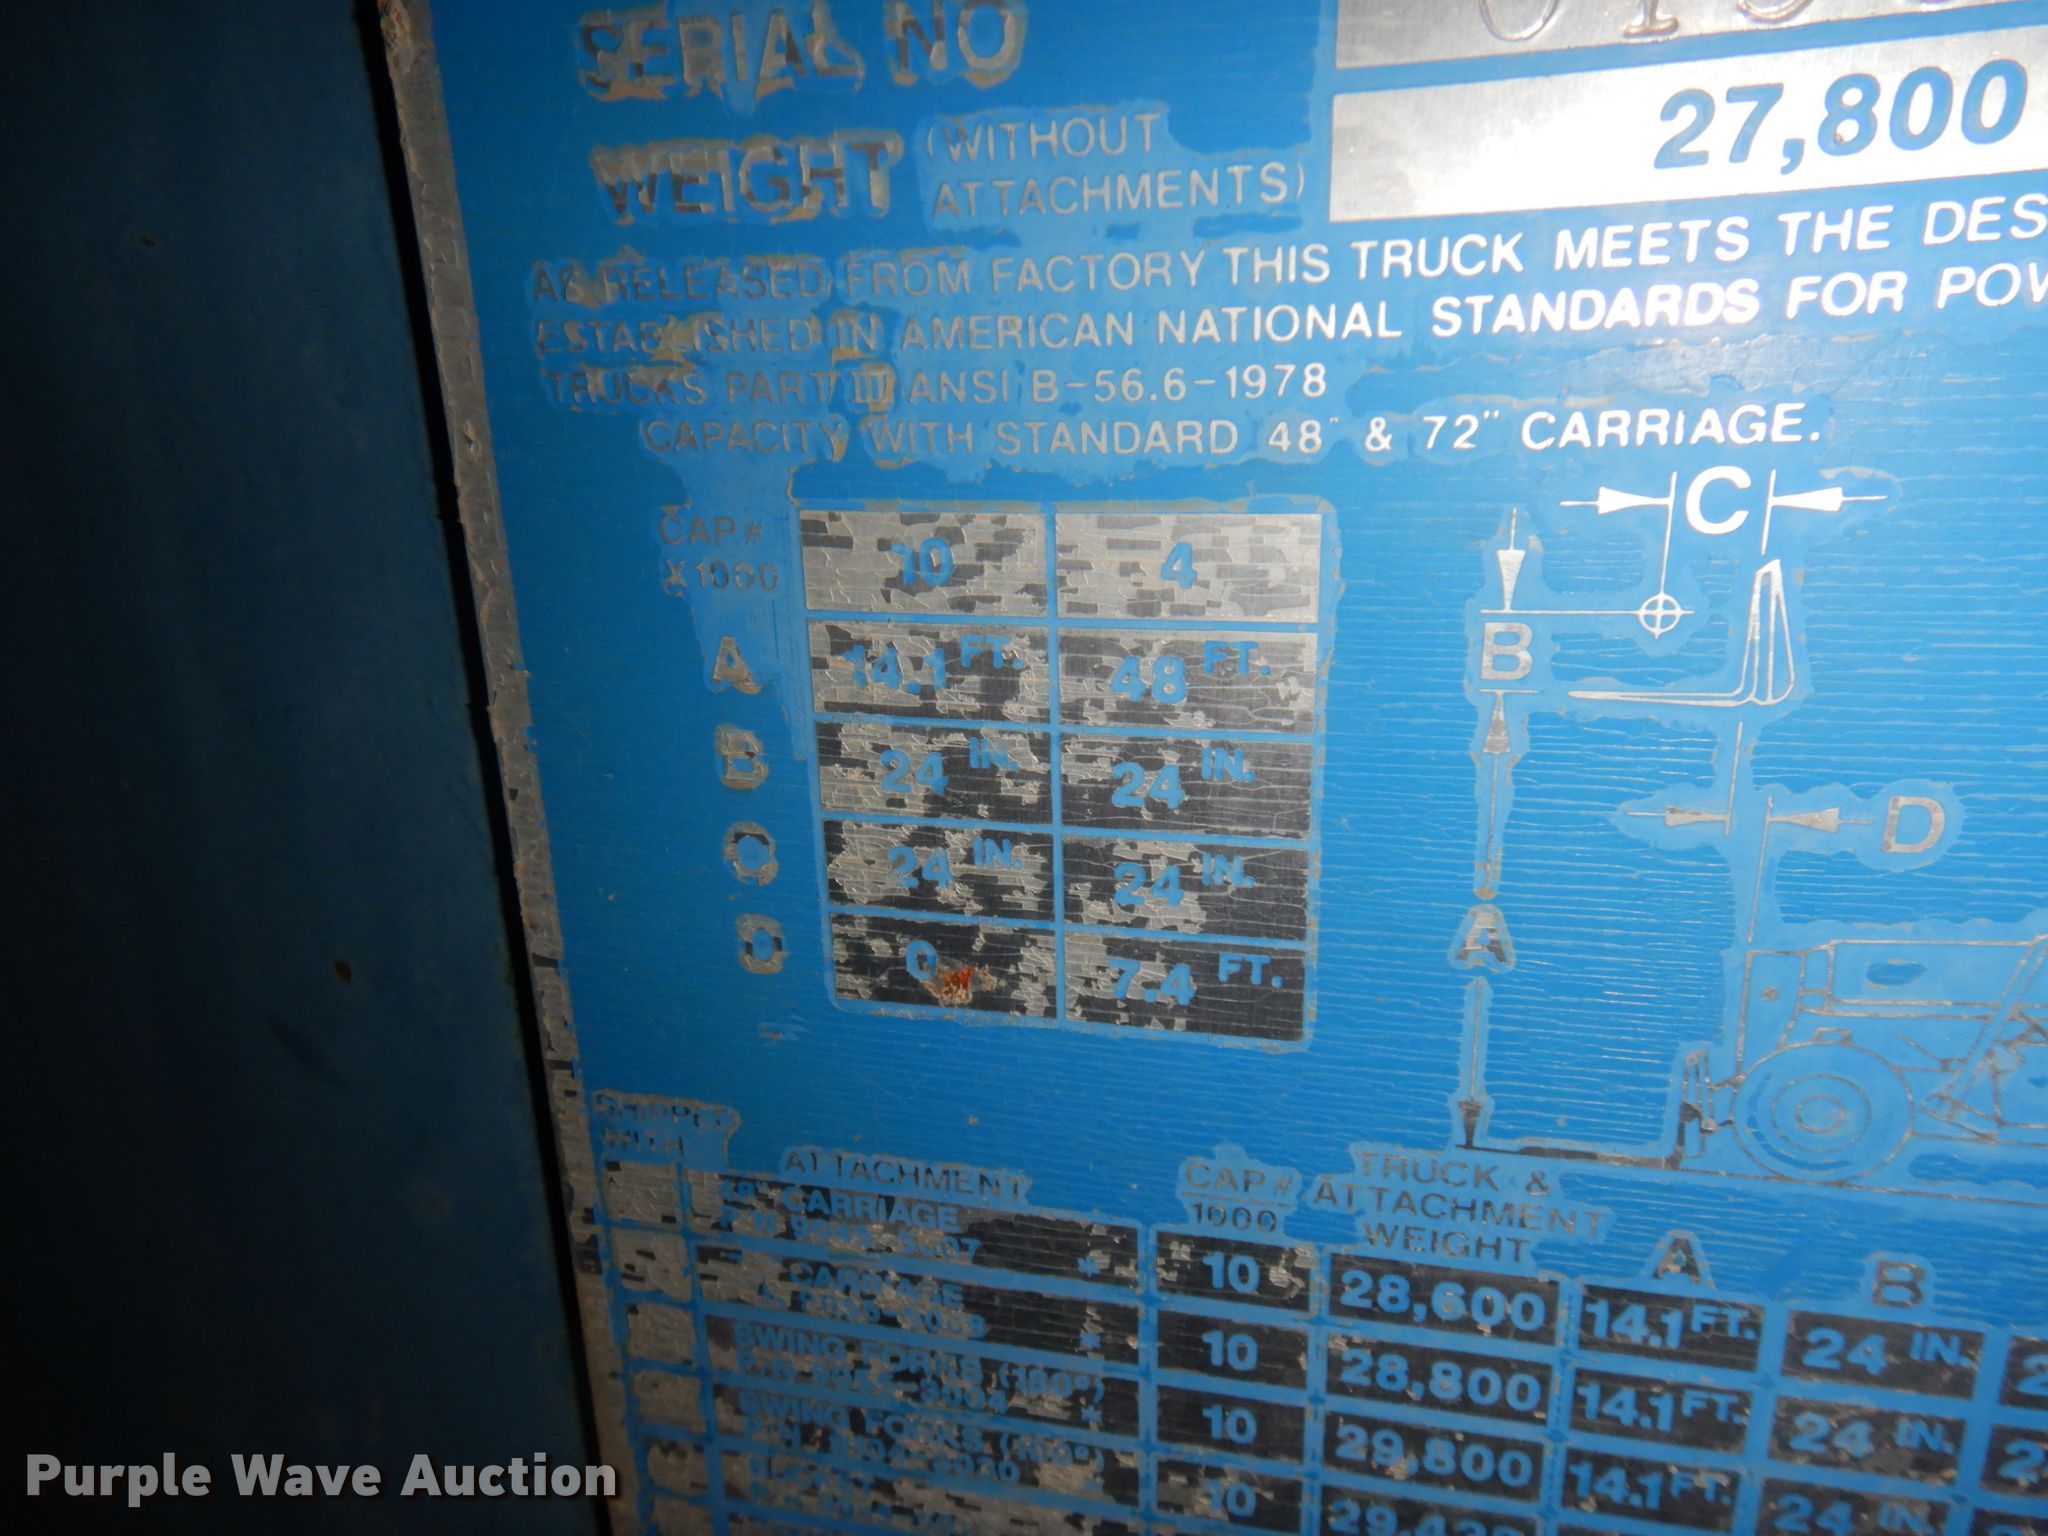 SERIAL NO
WEIGHT (WITHOUT ATTACHMENTS) 27,800
AS RELEASED FROM FACTORY THIS TRUCK MEETS THE DES
ESTABLISHED IN AMERICAN NATIONAL STANDARDS FOR POW
TRUCKS PART III ANSI B-56.6-1978
CAPACITY WITH STANDARD 48" & 72" CARRIAGE.
CAP # X1000 10 4
A 14.1 FT. 48 FT.
B 24 IN. 24 IN.
C 24 IN. 24 IN.
D 0 7.4 FT.
C
B
D
A
SHIPPED
WITH
ATTACHMENT
CAP #
1000
TRUCK &
ATTACHMENT
WEIGHT
A
B
48" CARRIAGE
P/N * 10 28,600 14.1 FT. 24 IN.
CARRIAGE
* 10 28,800 14.1 FT. 24 IN.
SWING FORKS (180°)
P/N * 10 29,800 14.1 FT. 24 IN.
SWING FORKS
10
Purple Wave Auction